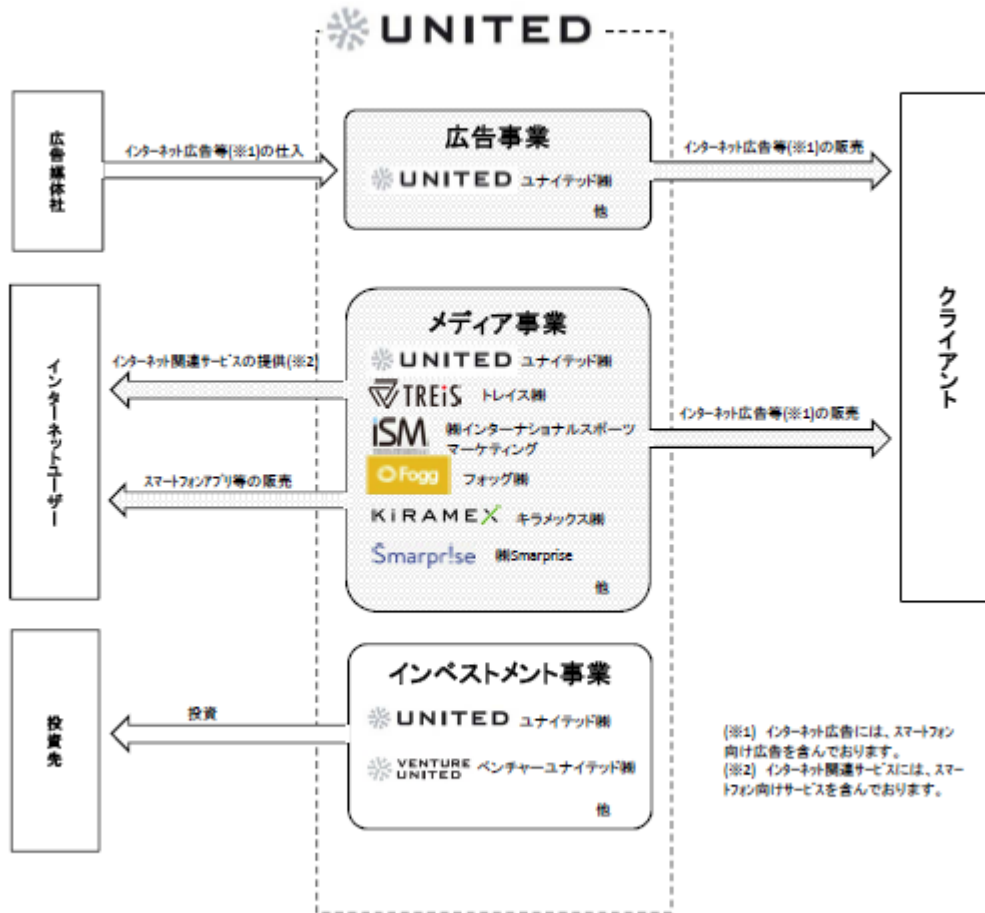 UNITED
広告媒体社
インターネット広告等(※1)の仕入
広告事業
UNITED ユナイテッド㈱
他
インターネット広告等(※1)の販売
クライアント
インターネットユーザー
インターネット関連サービスの提供(※2)
スマートフォンアプリ等の販売
メディア事業
UNITED ユナイテッド㈱
TREiS トレイス㈱
iSM ㈱インターナショナルスポーツ
マーケティング
Fogg フォッグ㈱
KiRAMEX キラメックス㈱
Smarpr!se ㈱Smarprise
他
インターネット広告等(※1)の販売
投資先
投資
インベストメント事業
UNITED ユナイテッド㈱
VENTURE
UNITED ベンチャーユナイテッド㈱
他
(※1) インターネット広告には、スマートフォン
向け広告を含んでおります。
(※2) インターネット関連サービスには、スマー
トフォン向けサービスを含んでおります。